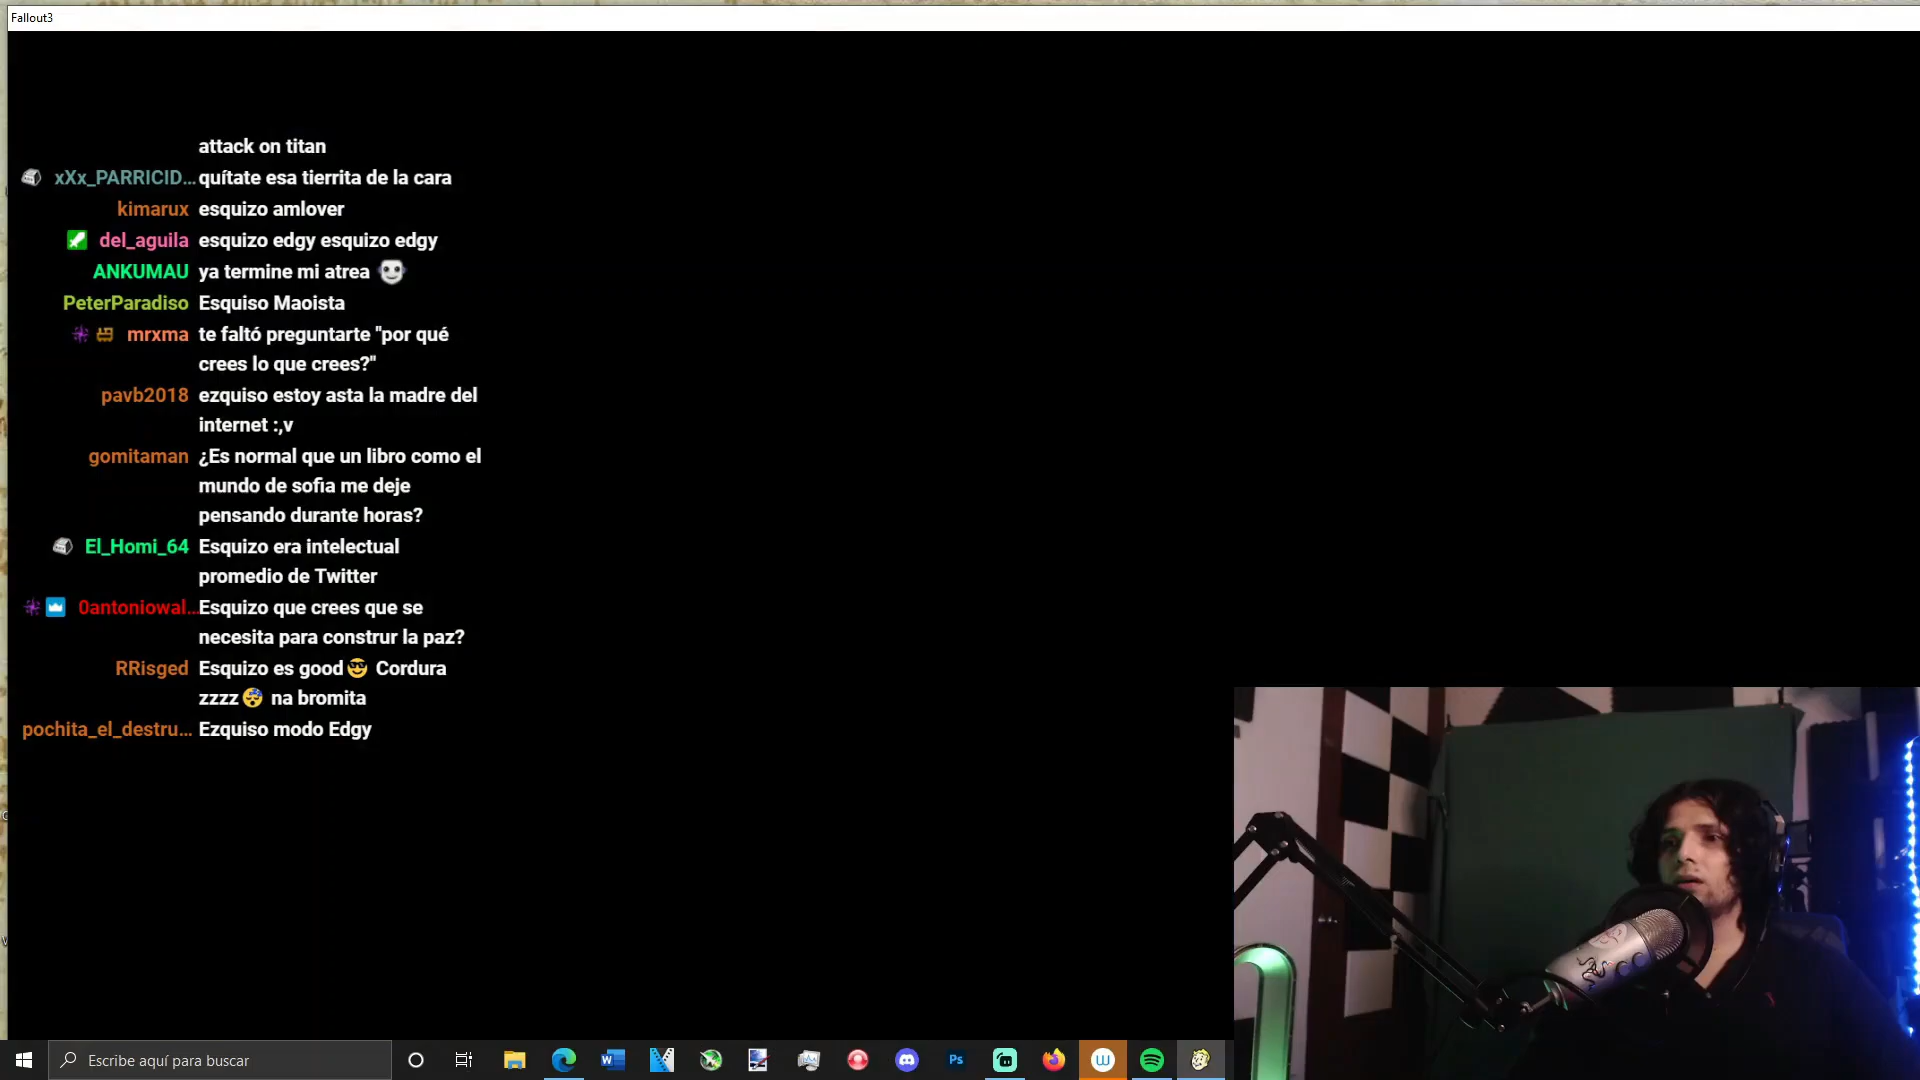 Fallout3
attack on titan
xXx_PARRICID... quítate esa tierrita de la cara
kimarux esquizo amlover
del_aguila esquizo edgy esquizo edgy
ANKUMAU ya termine mi atrea
PeterParadiso Esquiso Maoista
mrxma te faltó preguntarte "por qué
crees lo que crees?"
pavb2018 ezquiso estoy asta la madre del
internet :,v
gomitaman ¿Es normal que un libro como el
mundo de sofia me deje
pensando durante horas?
El_Homi_64 Esquizo era intelectual
promedio de Twitter
0antoniowal... Esquizo que crees que se
necesita para construr la paz?
RRisged Esquizo es good😎 Cordura
zzzz😴 na bromita
pochita_el_destru... Ezquiso modo Edgy
Escribe aquí para buscar
Ps